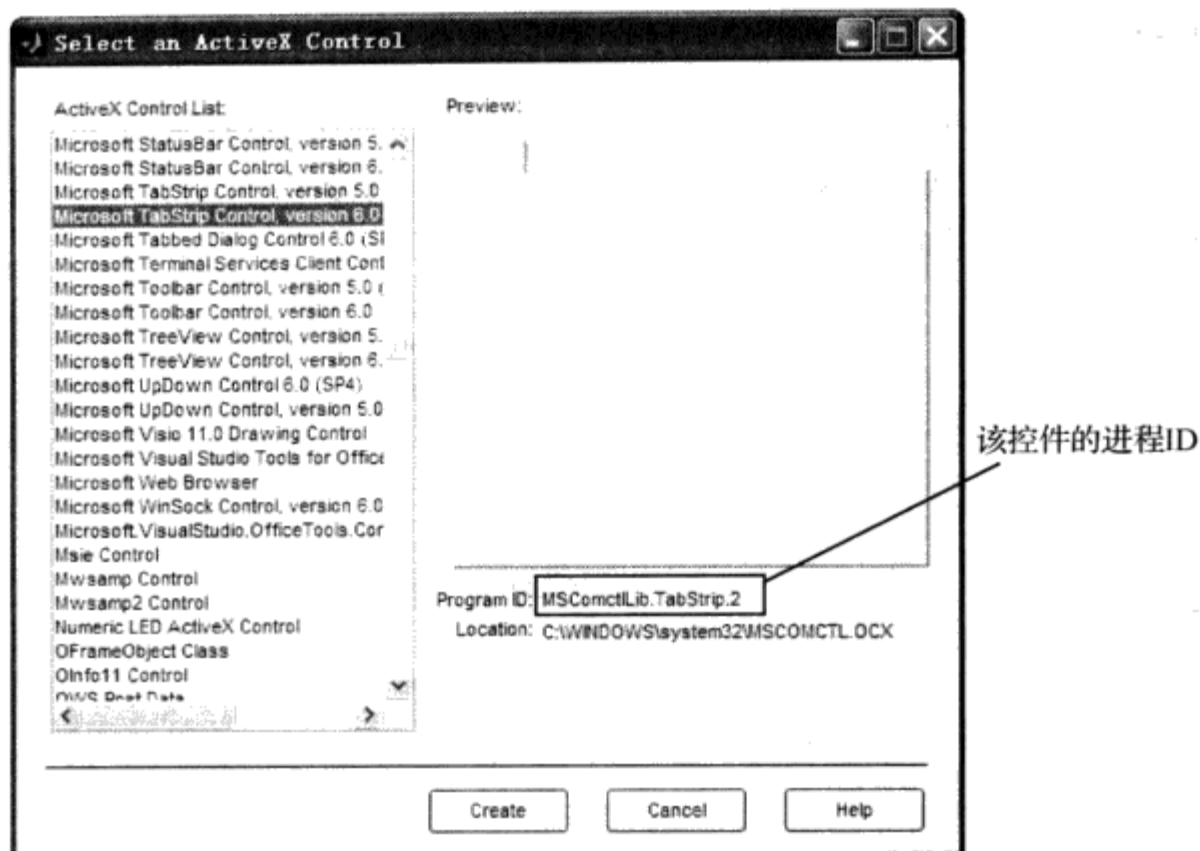 Select an ActiveX Control
ActiveX Control List:
Preview:
Microsoft StatusBar Control, version 5.
Microsoft StatusBar Control, version 6.
Microsoft TabStrip Control, version 5.0
Microsoft TabStrip Control, version 6.0
Microsoft Tabbed Dialog Control 6.0 (SI
Microsoft Terminal Services Client Cont
Microsoft Toolbar Control, version 5.0 (
Microsoft Toolbar Control, version 6.0
Microsoft TreeView Control, version 5.
Microsoft TreeView Control, version 6.
Microsoft UpDown Control 6.0 (SP4)
Microsoft UpDown Control, version 5.0
Microsoft Visio 11.0 Drawing Control
Microsoft Visual Studio Tools for Office
Microsoft Web Browser
Microsoft WinSock Control, version 6.0
Microsoft.VisualStudio.OfficeTools.Cor
Msie Control
Mwsamp Control
Mwsamp2 Control
Numeric LED ActiveX Control
OFrameObject Class
OInfo11 Control
OWS Post Data
该控件的进程ID
Program ID: MSComctlLib.TabStrip.2
Location: C:\WINDOWS\system32\MSCOMCTL.OCX
Create
Cancel
Help